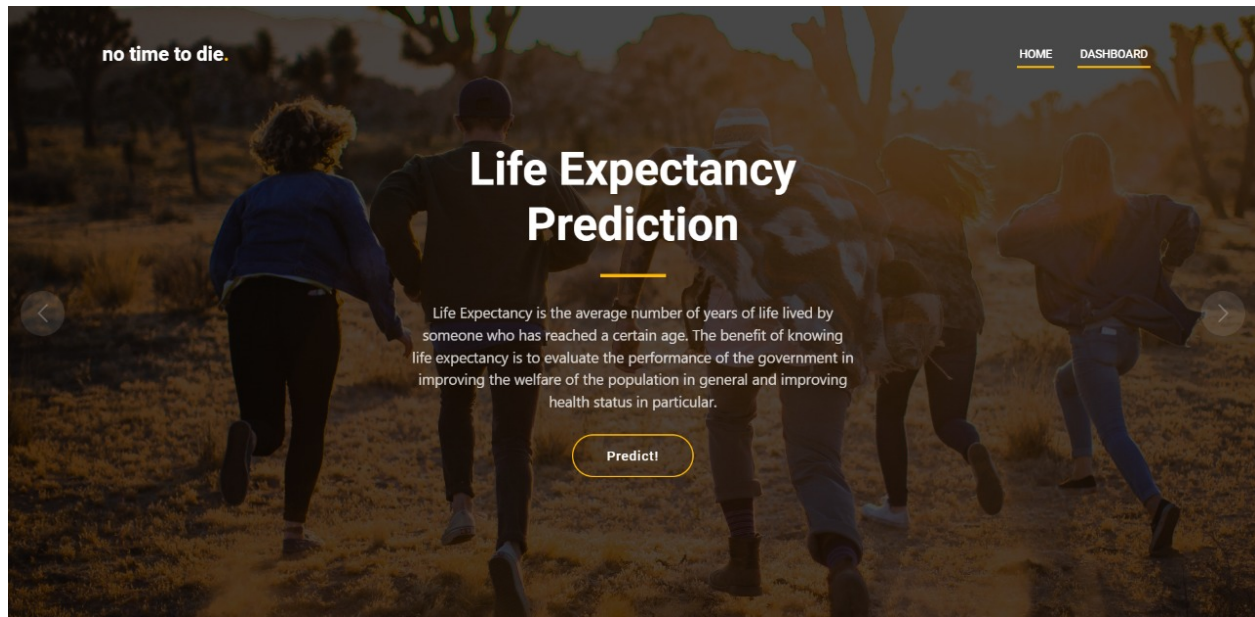 no time to die.
HOME DASHBOARD
Life Expectancy
Prediction
Life Expectancy is the average number of years of life lived by
someone who has reached a certain age. The benefit of knowing
life expectancy is to evaluate the performance of the government in
improving the welfare of the population in general and improving
health status in particular.
Predict!